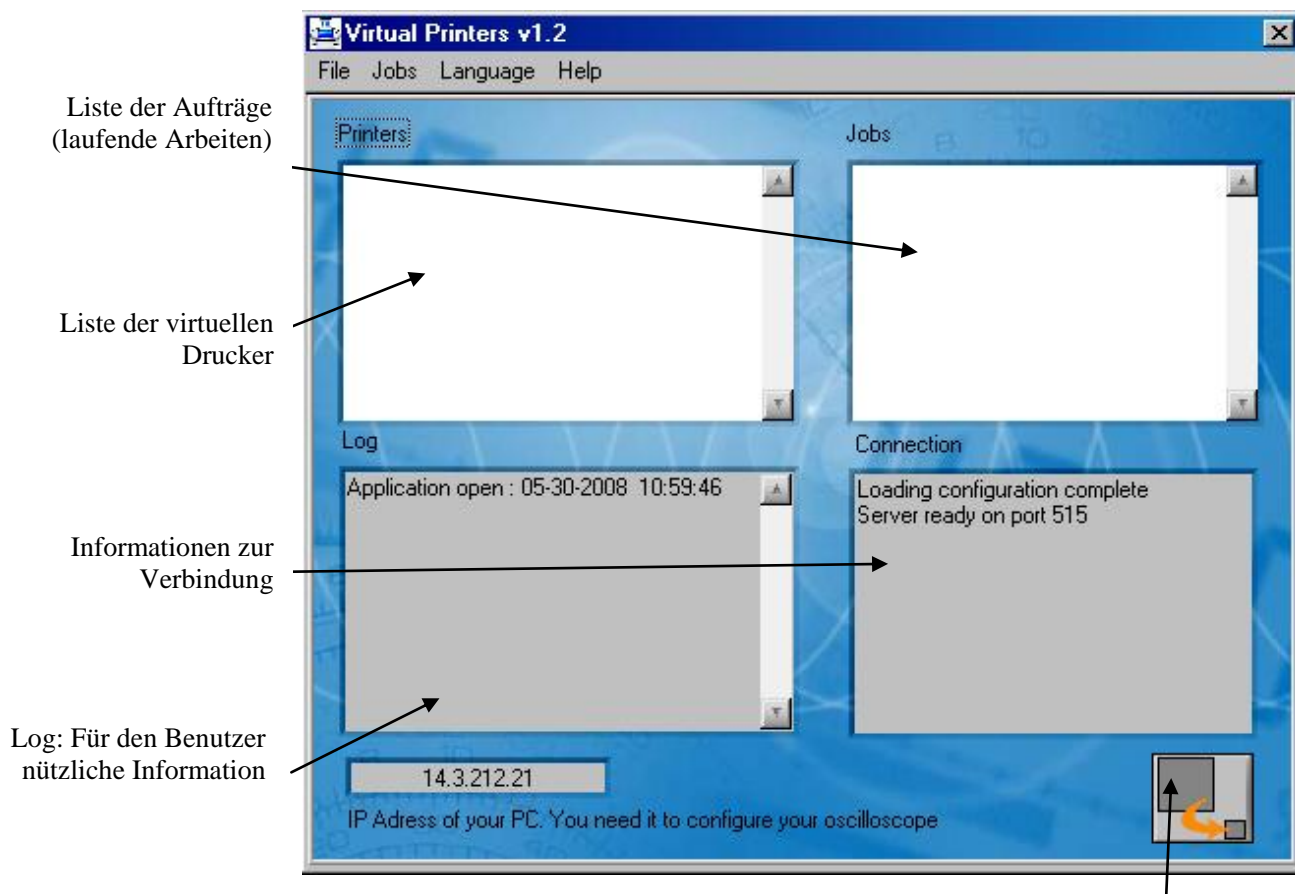 Virtual Printers v1.2
File Jobs Language Help
Liste der Aufträge
(laufende Arbeiten)
Printers
Jobs
Liste der virtuellen
Drucker
Log
Connection
Application open : 05-30-2008 10:59:46
Loading configuration complete
Server ready on port 515
Informationen zur
Verbindung
Log: Für den Benutzer
nützliche Information
14.3.212.21
IP Adress of your PC. You need it to configure your oscilloscope